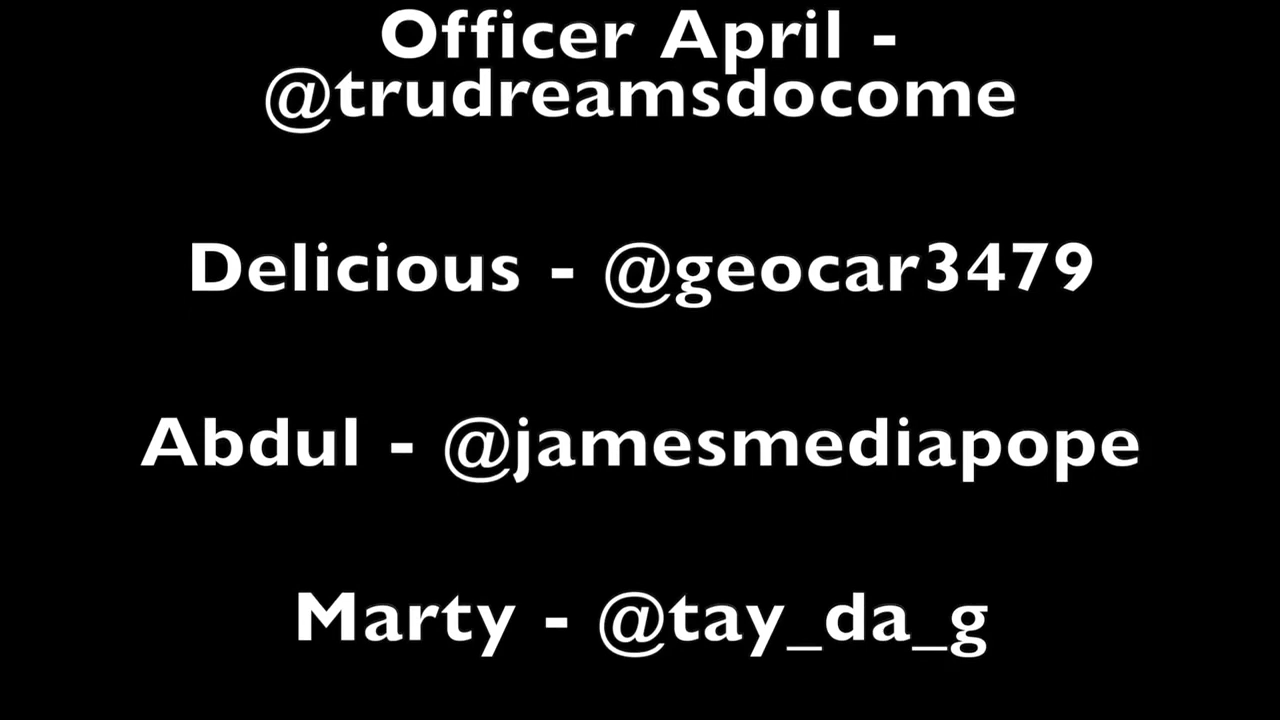 Officer April -
@trudreamsdocome
Delicious - @geocar3479
Abdul - @jamesmediapope
Marty - @tay_da_g